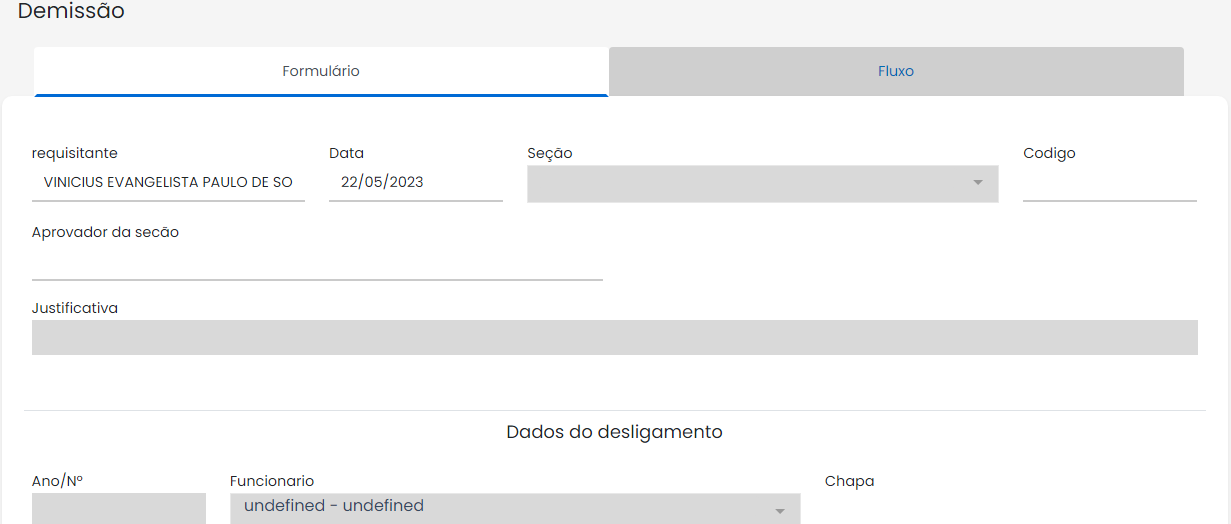 Demissão
Formulário
Fluxo
requisitante
Data
Seção
Codigo
VINICIUS EVANGELISTA PAULO DE SO
22/05/2023
Aprovador da secão
Justificativa
Dados do desligamento
Ano/Nº
Funcionario
Chapa
undefined - undefined